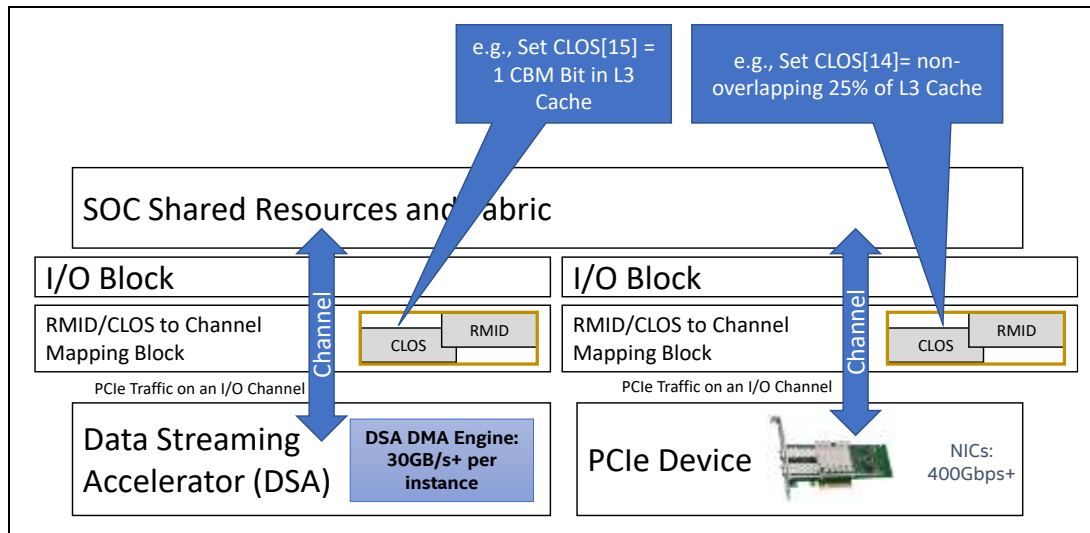 e.g., Set CLOS[15] =
1 CBM Bit in L3
Cache
e.g., Set CLOS[14]= non-
overlapping 25% of L3 Cache
SOC Shared Resources and Fabric
I/O Block
I/O Block
RMID/CLOS to Channel
Mapping Block
CLOS
RMID
Channel
RMID/CLOS to Channel
Mapping Block
CLOS
RMID
Channel
PCIe Traffic on an I/O Channel
PCIe Traffic on an I/O Channel
Data Streaming
Accelerator (DSA)
DSA DMA Engine:
30GB/s+ per
instance
PCIe Device
NICs:
400Gbps+